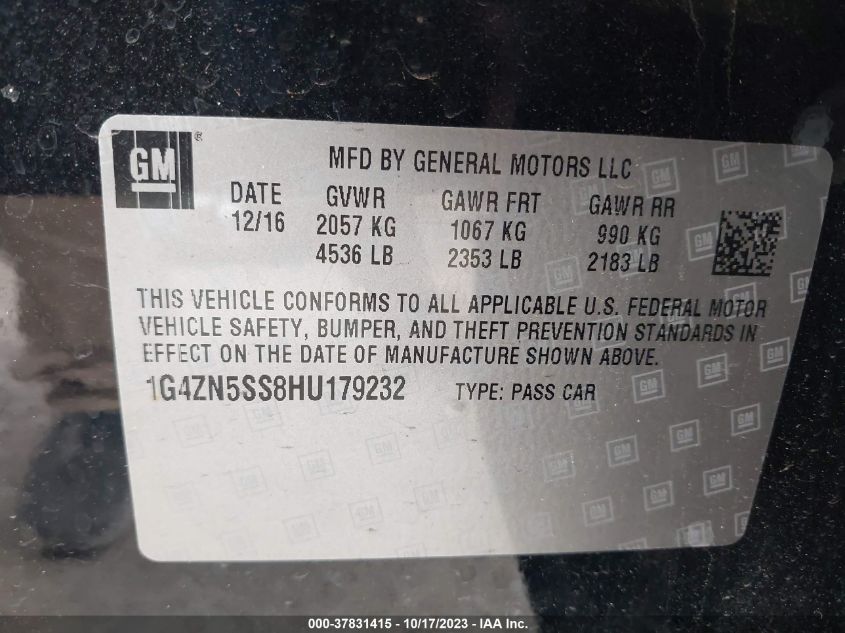 GM ®
MFD BY GENERAL MOTORS LLC
DATE GVWR GAWR FRT GAWR RR
12/16 2057 KG 1067 KG 990 KG
4536 LB 2353 LB 2183 LB
THIS VEHICLE CONFORMS TO ALL APPLICABLE U.S. FEDERAL MOTOR
VEHICLE SAFETY, BUMPER, AND THEFT PREVENTION STANDARDS IN
EFFECT ON THE DATE OF MANUFACTURE SHOWN ABOVE.
1G4ZN5SS8HU179232 TYPE: PASS CAR
000-37831415 - 10/17/2023 - IAA Inc.